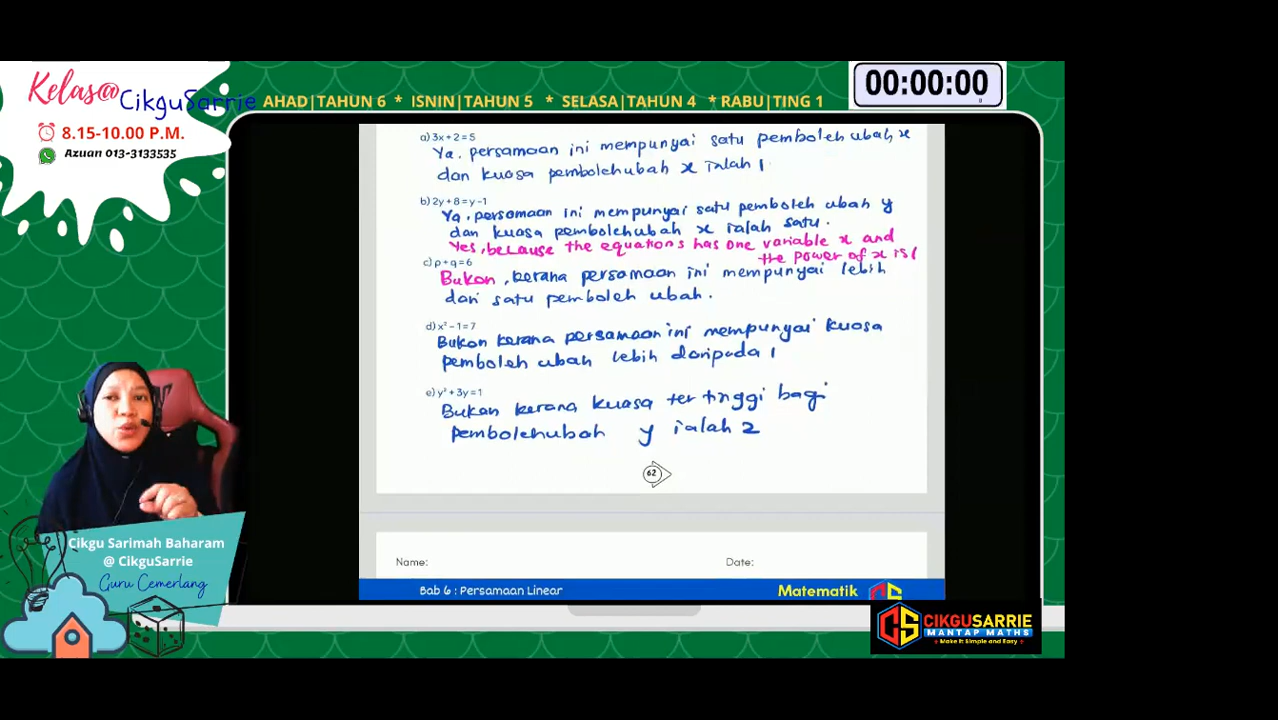 Kelas@CikguSarrie
8.15-10.00 P.M.
Azuan 013-3133535
AHAD|TAHUN 6 * ISNIN|TAHUN 5 * SELASA|TAHUN 4 * RABU|TING 1
00:00:00
a) 3x + 2 = 5
Ya. persamaan ini mempunyai satu pemboleh ubah, x
dan kuasa pembolehubah x ialah 1
b) 2y + 8 = y - 1
Ya. persamaan ini mempunyai satu pemboleh ubah y
dan kuasa pembolehubah x ialah satu.
Yes, because the equations has one variable x and
the power of x is 1
c) p + q = 6
Bukan, kerana persamaan ini mempunyai lebih
dari satu pemboleh ubah.
d) x² - 1 = 7
Bukan kerana persamaan ini mempunyai kuasa
pemboleh ubah lebih daripada 1
e) y² + 3y = 1
Bukan kerana kuasa tertinggi bagi
pembolehubah y ialah 2
62
Name: Date:
Bab 6 : Persamaan Linear Matematik
Cikgu Sarimah Baharam
@ CikguSarrie
Guru Cemerlang
CS CIKGUSARRIE
MANTAP MATHS
Make It Simple and Easy